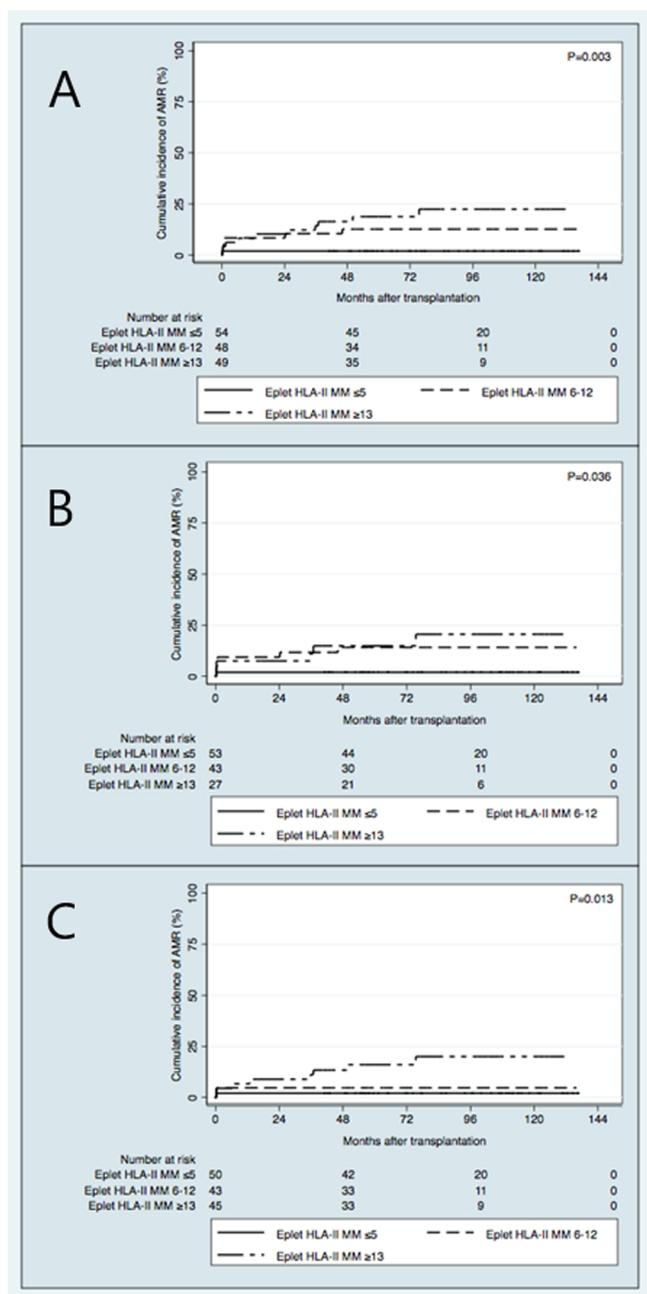 A
P=0.003
Cumulative incidence of AMR (%)
100
75
50
25
0
0 24 48 72 96 120 144
Months after transplantation
Number at risk
Eplet HLA-II MM ≤5 54 45 20 0
Eplet HLA-II MM 6-12 48 34 11 0
Eplet HLA-II MM ≥13 49 35 9 0
Eplet HLA-II MM ≤5 Eplet HLA-II MM 6-12
Eplet HLA-II MM ≥13
B
P=0.036
Cumulative incidence of AMR (%)
100
75
50
25
0
0 24 48 72 96 120 144
Months after transplantation
Number at risk
Eplet HLA-II MM ≤5 53 44 20 0
Eplet HLA-II MM 6-12 43 30 11 0
Eplet HLA-II MM ≥13 27 21 6 0
Eplet HLA-II MM ≤5 Eplet HLA-II MM 6-12
Eplet HLA-II MM ≥13
C
P=0.013
Cumulative incidence of AMR (%)
100
75
50
25
0
0 24 48 72 96 120 144
Months after transplantation
Number at risk
Eplet HLA-II MM ≤5 50 42 20 0
Eplet HLA-II MM 6-12 43 33 11 0
Eplet HLA-II MM ≥13 45 33 9 0
Eplet HLA-II MM ≤5 Eplet HLA-II MM 6-12
Eplet HLA-II MM ≥13